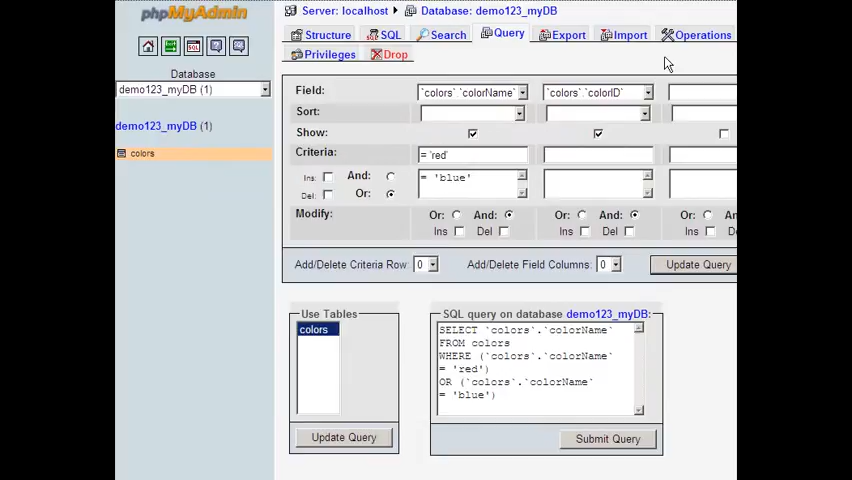 phpMyAdmin
Server: localhost Database: demo123_myDB
Structure SQL Search Query Export Import Operations
Privileges Drop
Database
demo123_myDB (1)
demo123_myDB (1)
colors
Field: `colors`.`colorName` `colors`.`colorID`
Sort:
Show:
Criteria: = 'red'
Ins: And:
Del: Or:
= 'blue'
Modify: Or: And: Or: And: Or: And:
Ins Del Ins Del Ins Del
Add/Delete Criteria Row: 0 Add/Delete Field Columns: 0 Update Query
Use Tables
colors
Update Query
SQL query on database demo123_myDB:
SELECT `colors`.`colorName`
FROM colors
WHERE (`colors`.`colorName`
= 'red')
OR (`colors`.`colorName`
= 'blue')
Submit Query